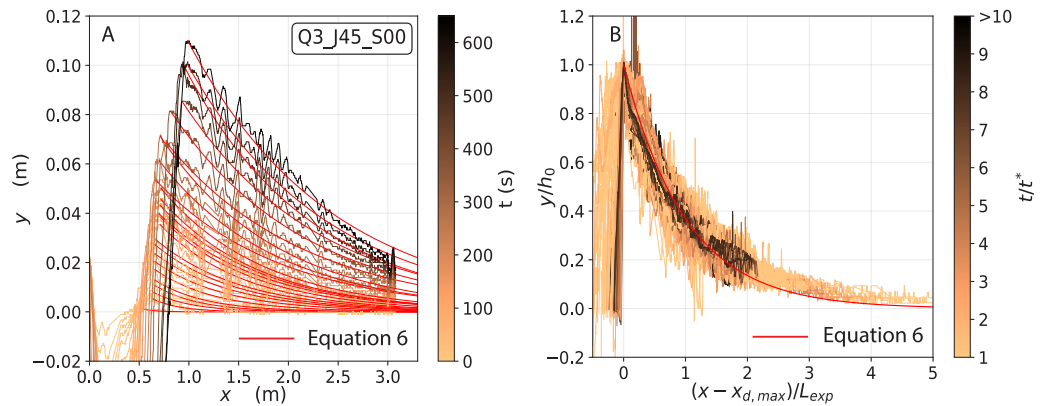 A
Q3_J45_S00
0.12
0.10
0.08
0.06
0.04
0.02
0.00
−0.02
y (m)
0.0 0.5 1.0 1.5 2.0 2.5 3.0
x (m)
Equation 6
600
500
400
300
200
100
0
t (s)
B
1.2
1.0
0.8
0.6
0.4
0.2
0.0
−0.2
y/h₀
0 1 2 3 4 5
(x − x_{d, max})/L_{exp}
Equation 6
>10
9
8
7
6
5
4
3
2
1
t/t*